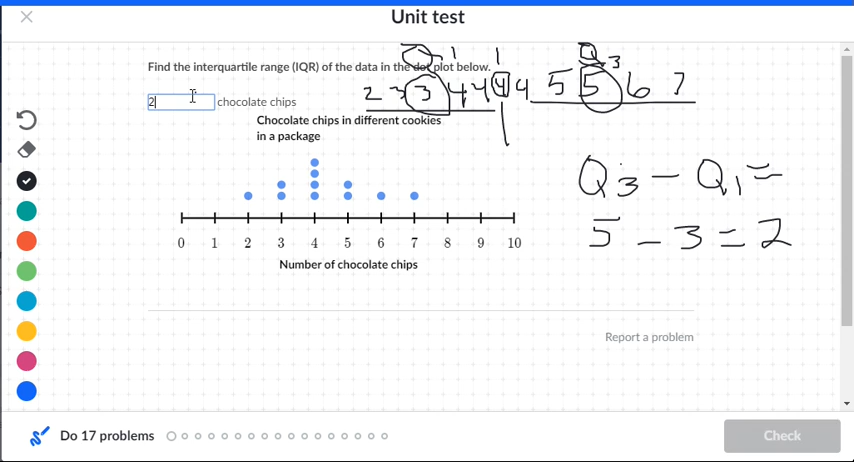 Unit test
Find the interquartile range (IQR) of the data in the dot plot below.
Q1 1 Q3
2 3 3 4 4 4 4 5 5 6 7
2 chocolate chips
Chocolate chips in different cookies
in a package
Q3 - Q1 =
5 - 3 = 2
0 1 2 3 4 5 6 7 8 9 10
Number of chocolate chips
Report a problem
Do 17 problems
Check